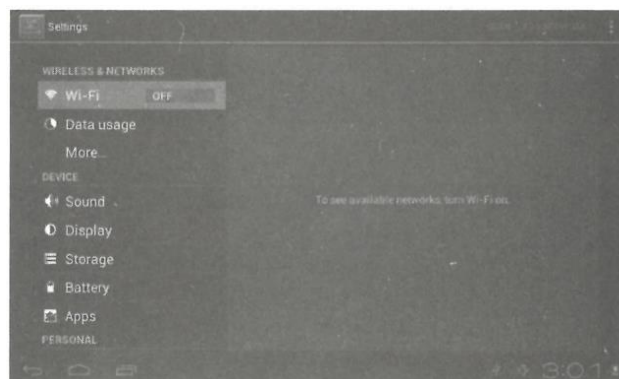 Settings
WIRELESS & NETWORKS
Wi-Fi OFF
Data usage
More...
DEVICE
Sound
Display
Storage
Battery
Apps
PERSONAL
To see available networks, turn Wi-Fi on.
3:01